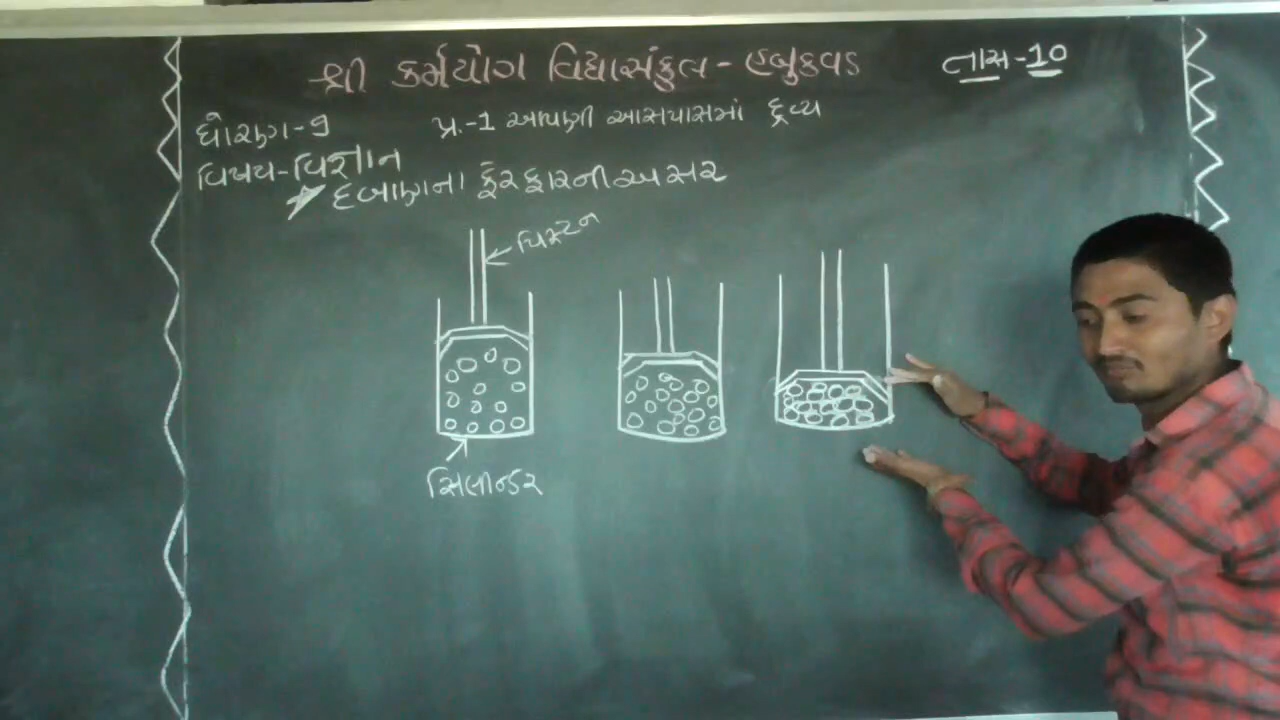 શ્રી કર્મયોગ વિદ્યાસંકુલ - હબુકવડ
તાસ-10
ધોરણ-9
પ્ર.-1 આપણી આસપાસમાં દ્રવ્ય
વિષય-વિજ્ઞાન
દબાણના ફેરફારની અસર
પિસ્ટન
સિલીન્ડર